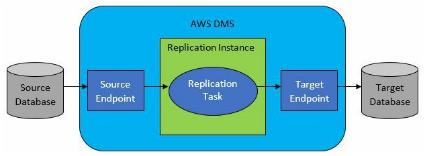 AWS DMS
Replication Instance
Source
Database
Source
Endpoint
Replication
Task
Target
Endpoint
Target
Database